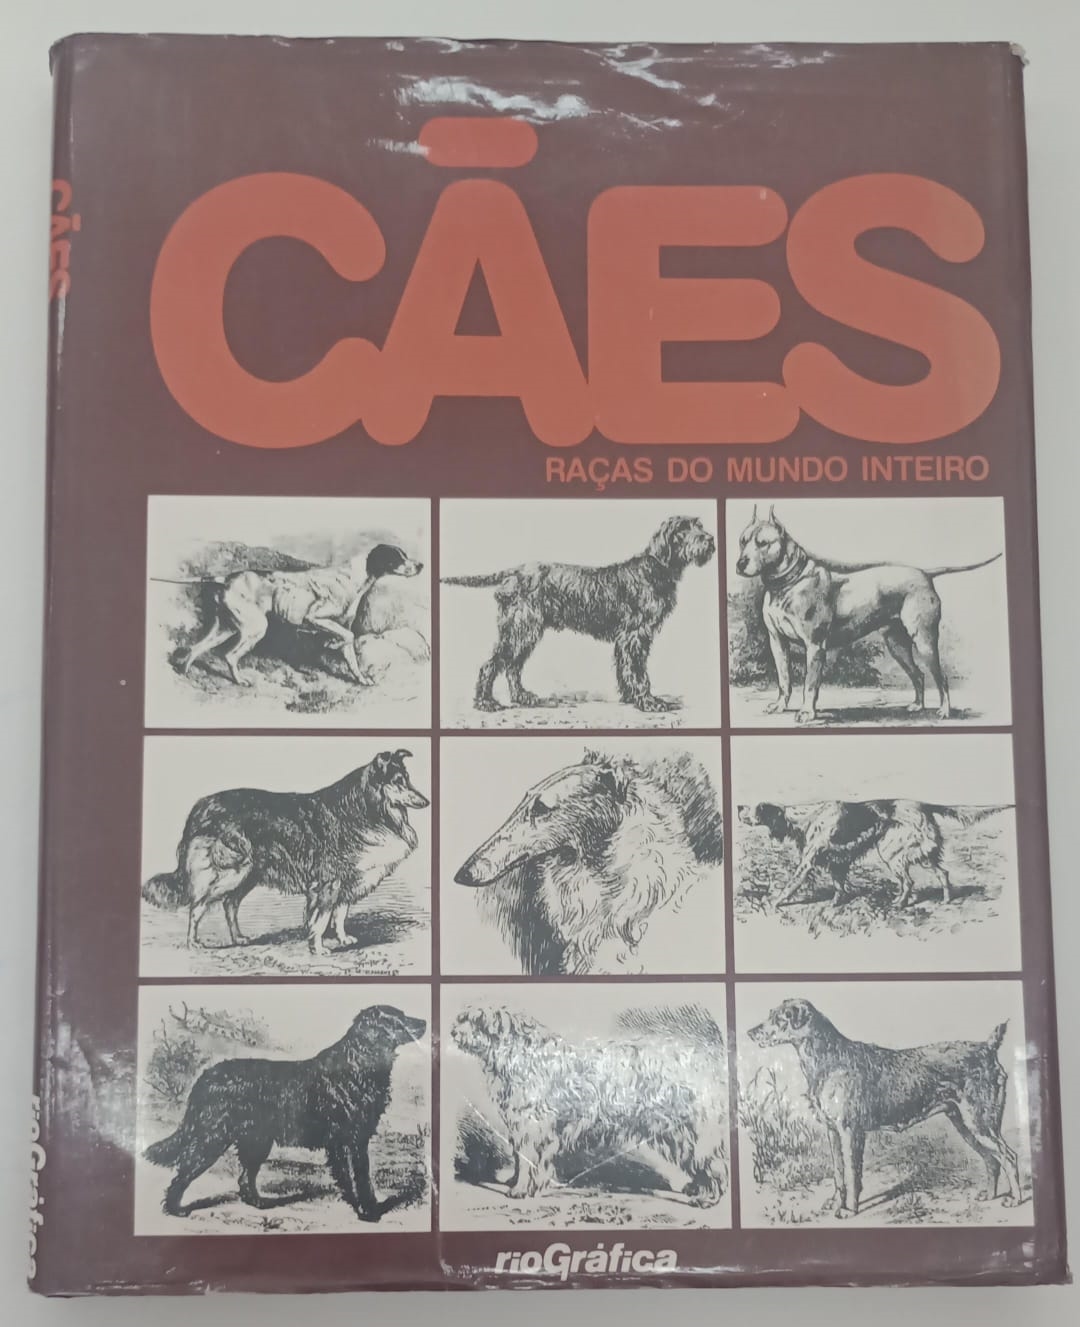 CÃES
RAÇAS DO MUNDO INTEIRO
rioGráfica
CÃES
rioGráfica